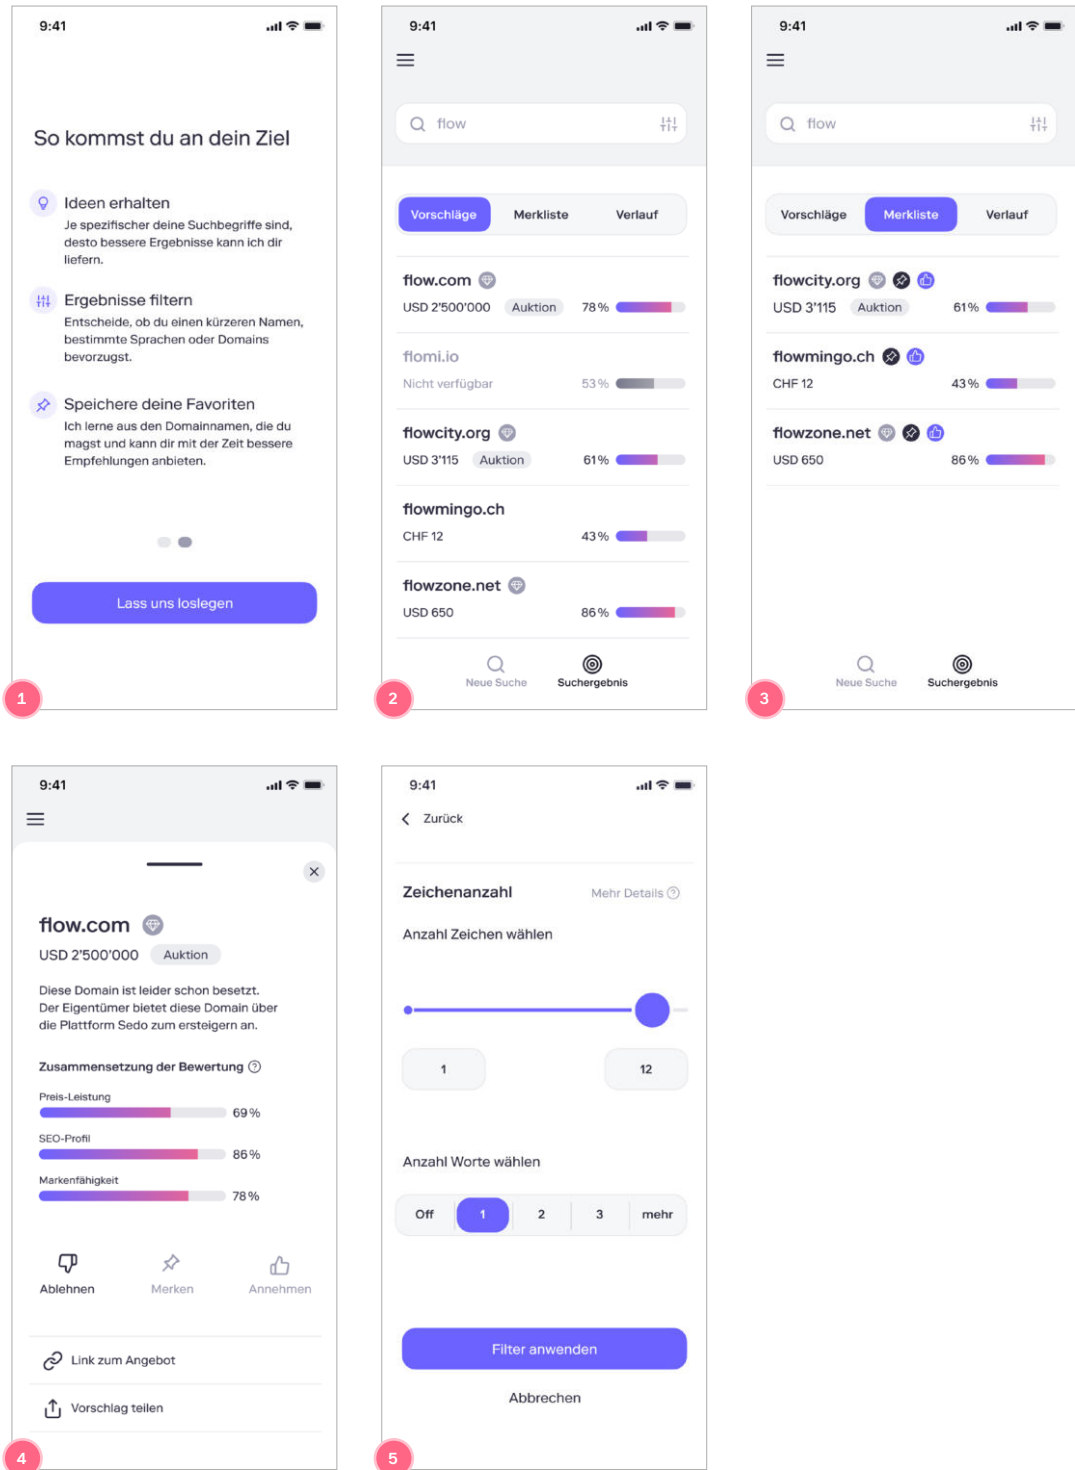 9:41
So kommst du an dein Ziel
Ideen erhalten
Je spezifischer deine Suchbegriffe sind,
desto bessere Ergebnisse kann ich dir
liefern.
Ergebnisse filtern
Entscheide, ob du einen kürzeren Namen,
bestimmte Sprachen oder Domains
bevorzugst.
Speichere deine Favoriten
Ich lerne aus den Domainnamen, die du
magst und kann dir mit der Zeit bessere
Empfehlungen anbieten.
Lass uns loslegen
1
9:41
flow
Vorschläge Merkliste Verlauf
flow.com
USD 2'500'000 Auktion 78 %
flomi.io
Nicht verfügbar 53 %
flowcity.org
USD 3'115 Auktion 61 %
flowmingo.ch
CHF 12 43 %
flowzone.net
USD 650 86 %
Neue Suche Suchergebnis
2
9:41
flow
Vorschläge Merkliste Verlauf
flowcity.org
USD 3'115 Auktion 61 %
flowmingo.ch
CHF 12 43 %
flowzone.net
USD 650 86 %
Neue Suche Suchergebnis
3
9:41
flow.com
USD 2'500'000 Auktion
Diese Domain ist leider schon besetzt.
Der Eigentümer bietet diese Domain über
die Plattform Sedo zum ersteigern an.
Zusammensetzung der Bewertung ?
Preis-Leistung
69 %
SEO-Profil
86 %
Markenfähigkeit
78 %
Ablehnen Merken Annehmen
Link zum Angebot
Vorschlag teilen
4
9:41
Zurück
Zeichenanzahl Mehr Details ?
Anzahl Zeichen wählen
1 12
Anzahl Worte wählen
Off 1 2 3 mehr
Filter anwenden
Abbrechen
5